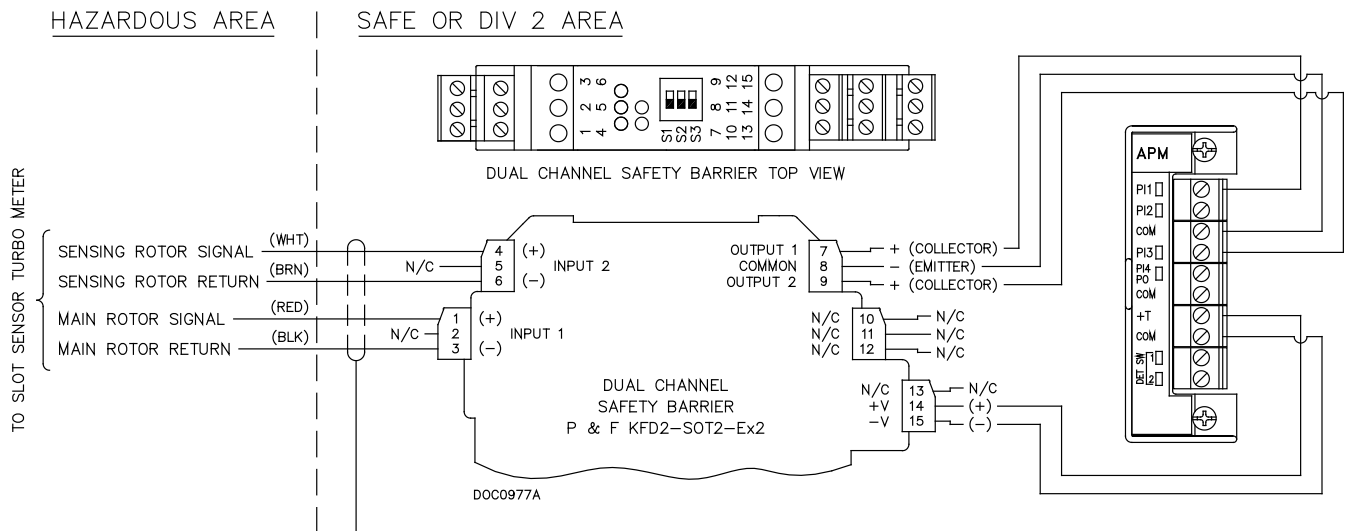 HAZARDOUS AREA
SAFE OR DIV 2 AREA
3 6
2 5
1 4
S1
S2
S3
9 12 15
8 11 14
7 10 13
DUAL CHANNEL SAFETY BARRIER TOP VIEW
TO SLOT SENSOR TURBO METER
SENSING ROTOR SIGNAL (WHT)
SENSING ROTOR RETURN (BRN)
MAIN ROTOR SIGNAL (RED)
MAIN ROTOR RETURN (BLK)
4 (+)
N/C 5 INPUT 2
6 (-)
1 (+)
N/C 2 INPUT 1
3 (-)
OUTPUT 1 7 + (COLLECTOR)
COMMON 8 - (EMITTER)
OUTPUT 2 9 + (COLLECTOR)
N/C 10 N/C
N/C 11 N/C
N/C 12 N/C
N/C 13 N/C
+V 14 (+)
-V 15 (-)
DUAL CHANNEL
SAFETY BARRIER
P & F KFD2-SOT2-Ex2
DOC0977A
APM
PI1
PI2
COM
PI3
PI4
PO
COM
+T
COM
DET SW
1
2